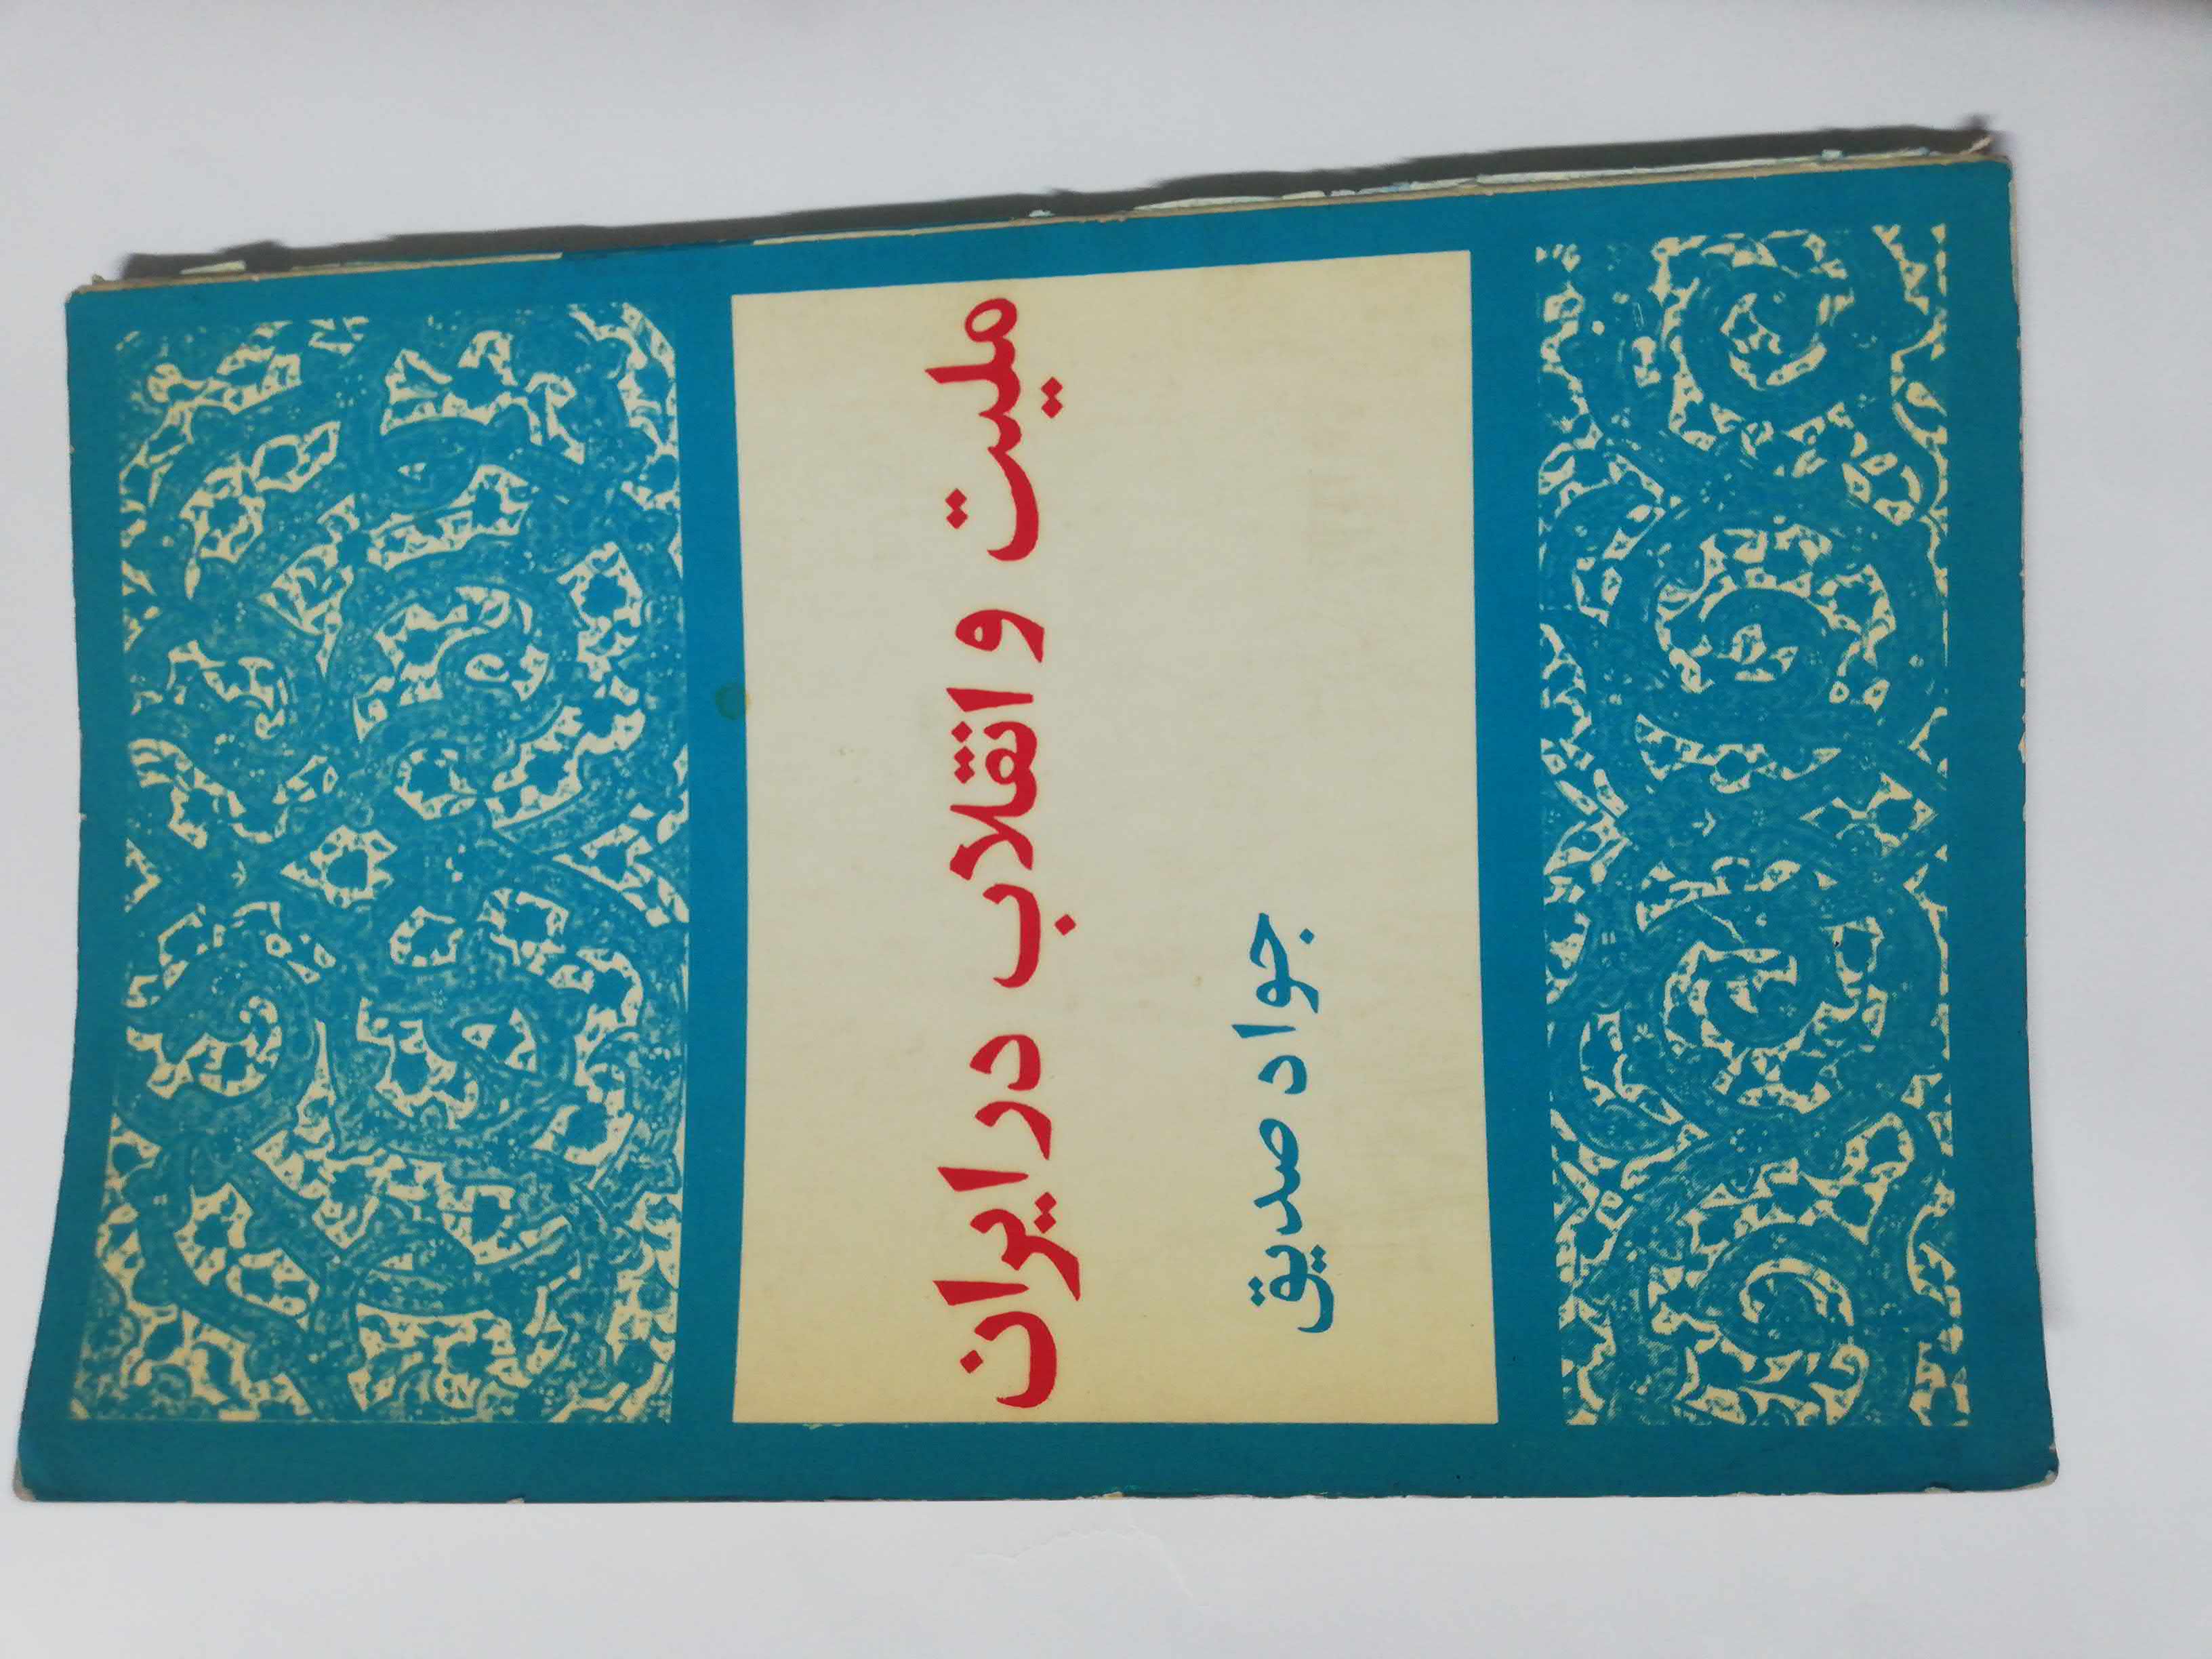 ملیت و انقلاب در ایران
جواد صدیق